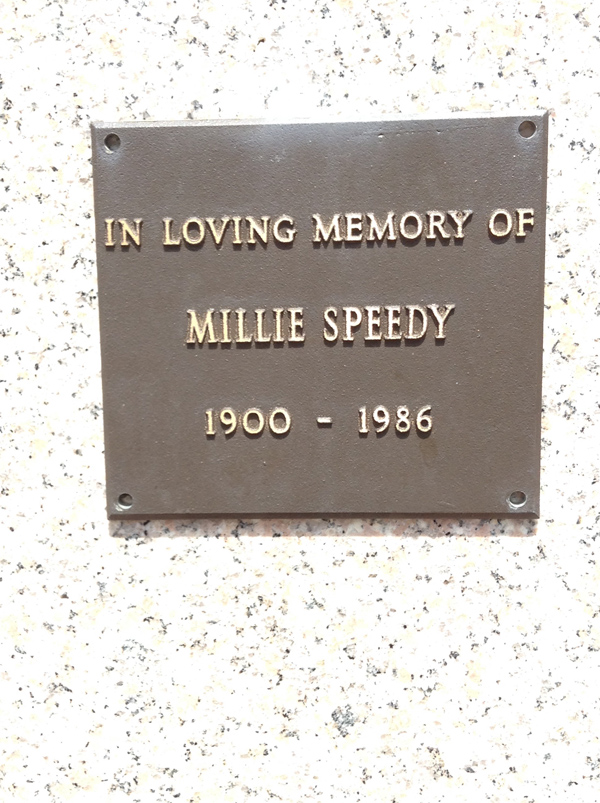 IN LOVING MEMORY OF
MILLIE SPEEDY
1900 - 1986